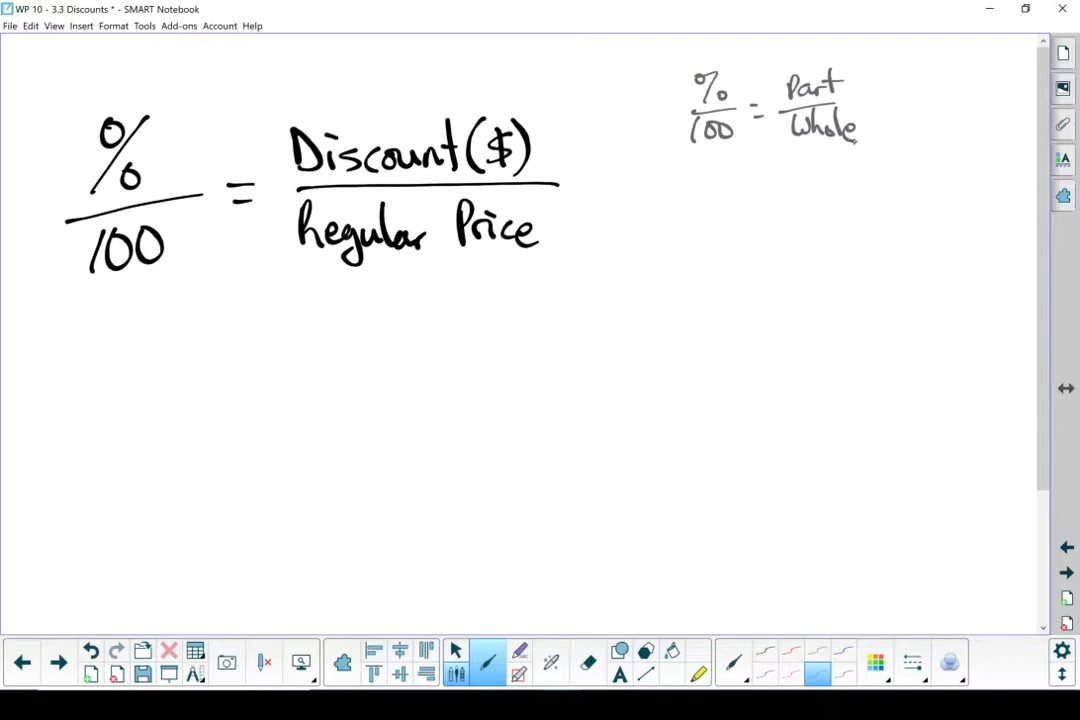 WP 10 - 3.3 Discounts * - SMART Notebook
File Edit View Insert Format Tools Add-ons Account Help
% / 100 = Discount($) / Regular Price
% / 100 = Part / Whole